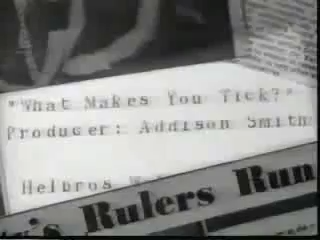 "What Makes You Tick?"
Producer: Addison Smith
Helbros
's Rulers Run